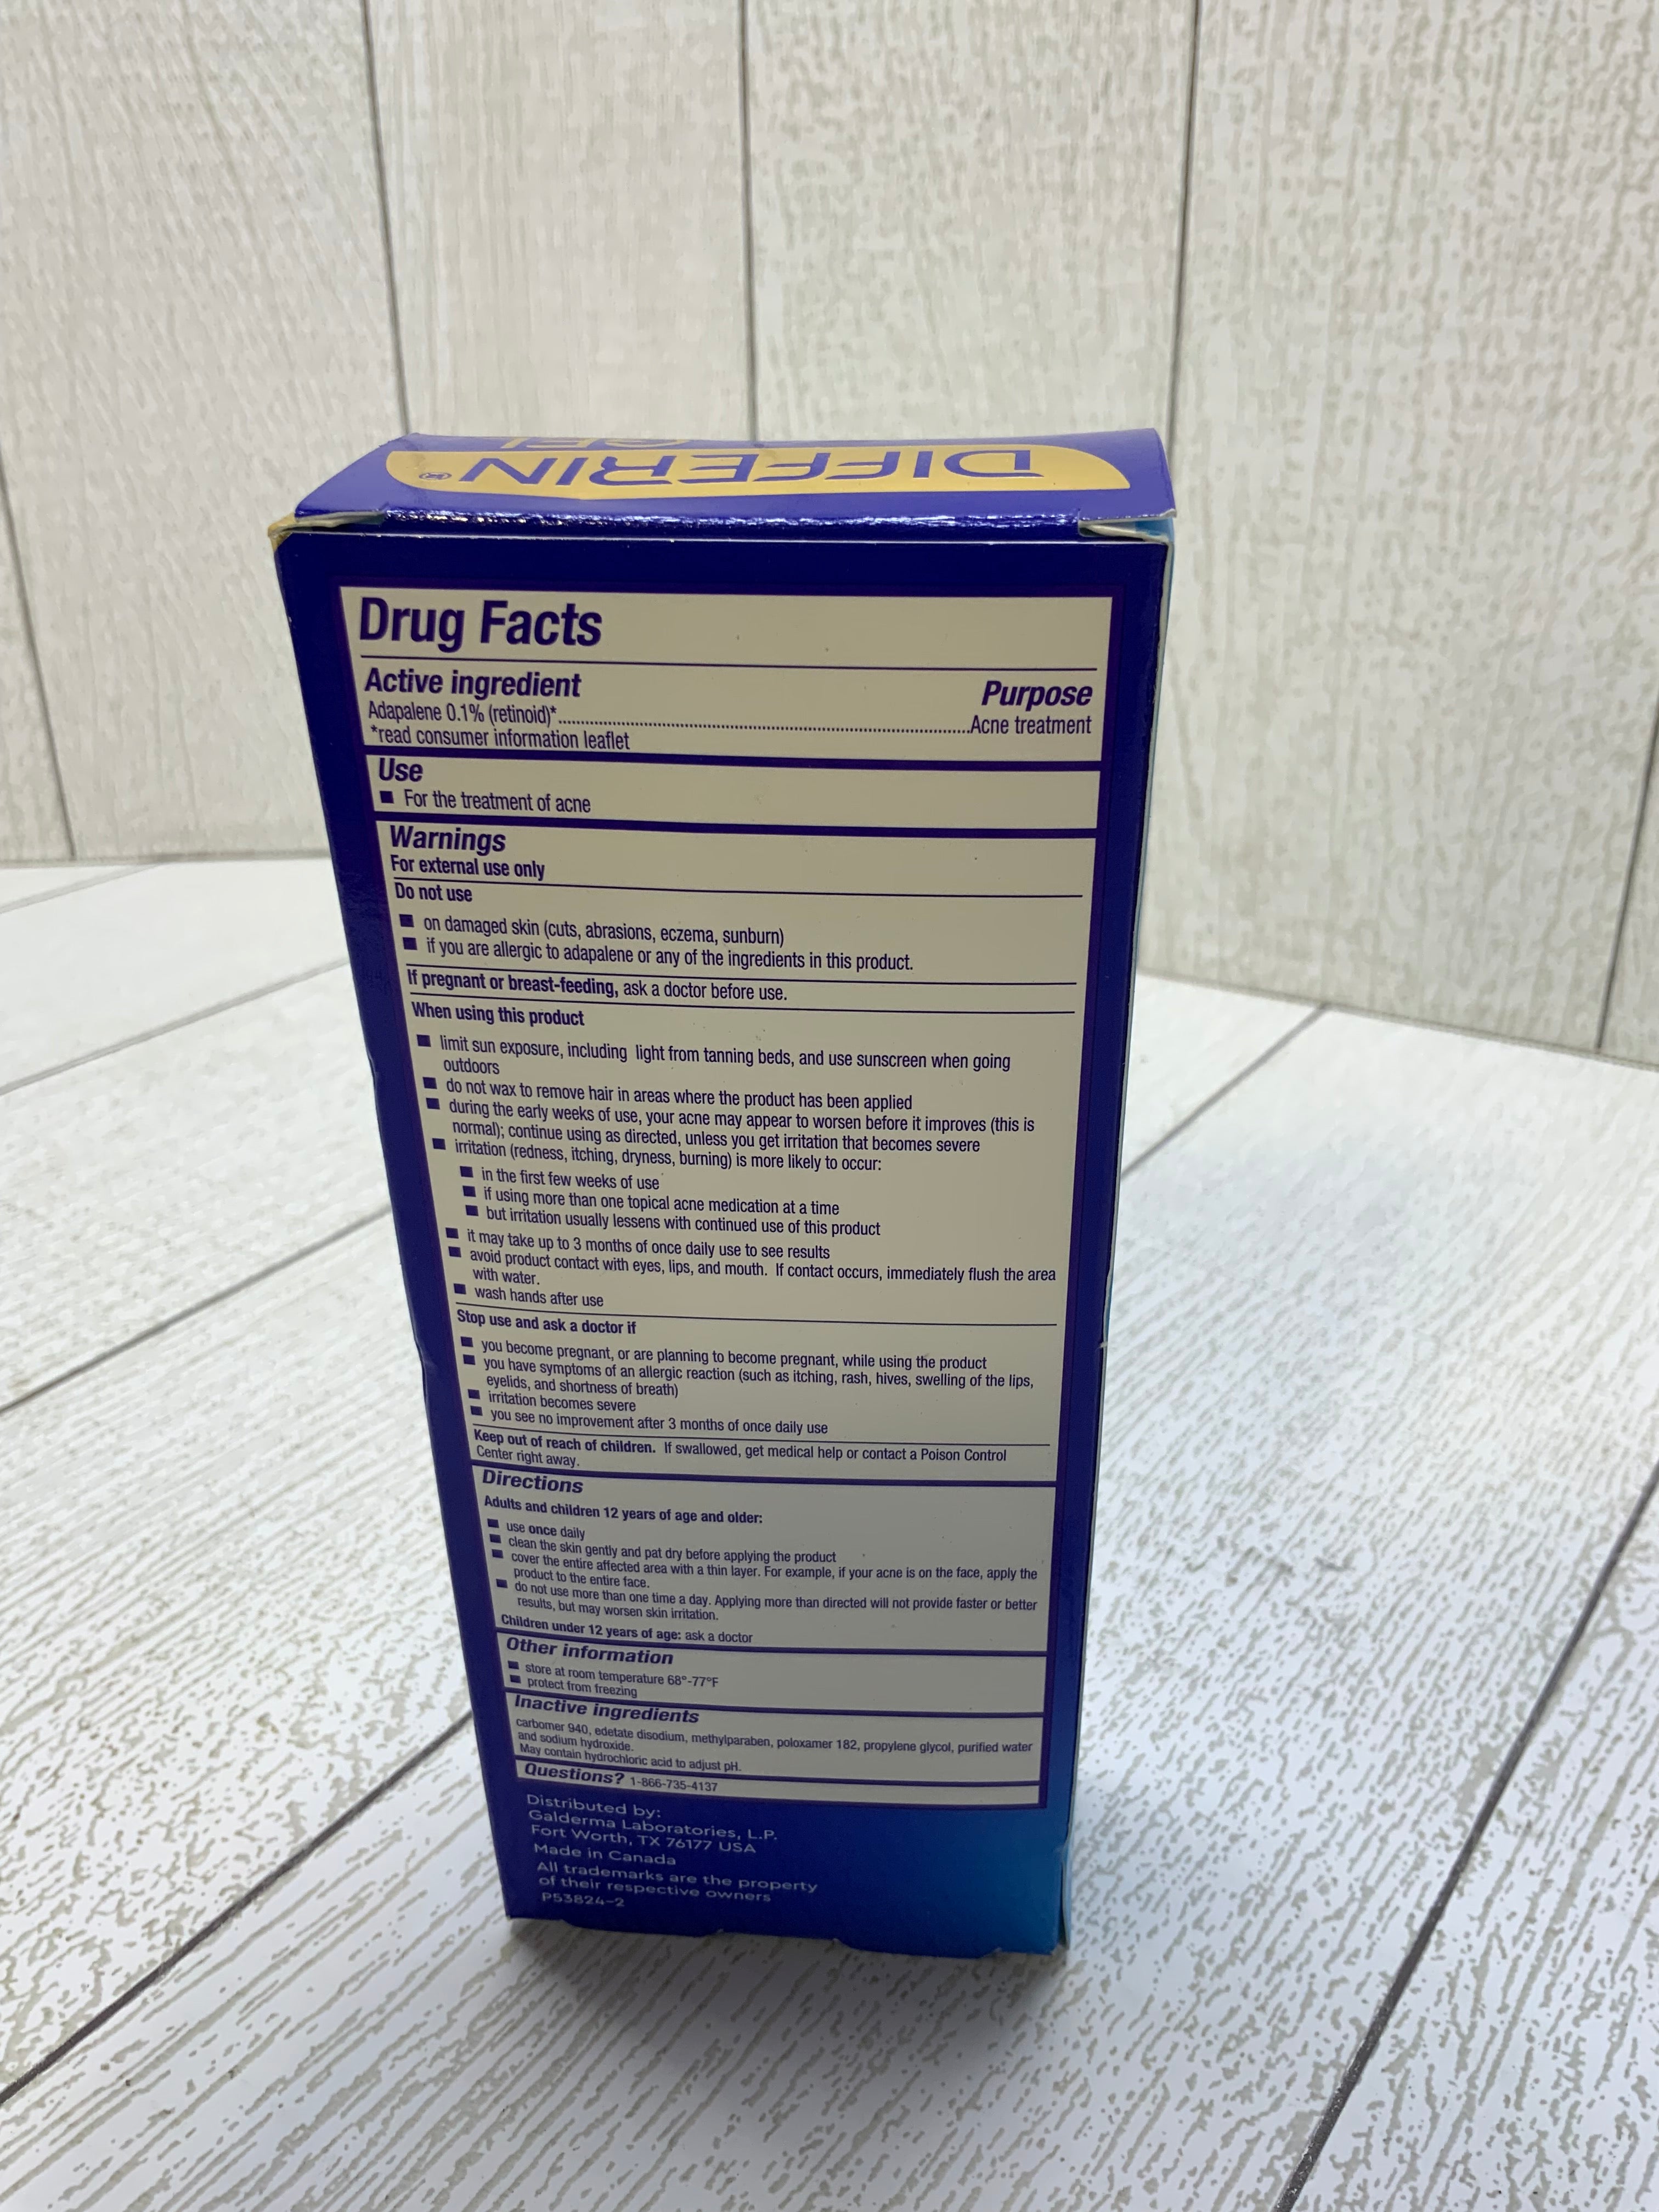 DIFFERIN®
GEL
Drug Facts
Active ingredient Purpose
Adapalene 0.1% (retinoid)*..........Acne treatment
*read consumer information leaflet
Use
■ For the treatment of acne
Warnings
For external use only
Do not use
■ on damaged skin (cuts, abrasions, eczema, sunburn)
■ if you are allergic to adapalene or any of the ingredients in this product.
If pregnant or breast-feeding, ask a doctor before use.
When using this product
■ limit sun exposure, including light from tanning beds, and use sunscreen when going
outdoors
■ do not wax to remove hair in areas where the product has been applied
■ during the early weeks of use, your acne may appear to worsen before it improves (this is
normal); continue using as directed, unless you get irritation that becomes severe
■ irritation (redness, itching, dryness, burning) is more likely to occur:
■ in the first few weeks of use
■ if using more than one topical acne medication at a time
■ but irritation usually lessens with continued use of this product
■ it may take up to 3 months of once daily use to see results
■ avoid product contact with eyes, lips, and mouth. If contact occurs, immediately flush the area
with water.
■ wash hands after use
Stop use and ask a doctor if
■ you become pregnant, or are planning to become pregnant, while using the product
■ you have symptoms of an allergic reaction (such as itching, rash, hives, swelling of the lips,
eyelids, and shortness of breath)
■ irritation becomes severe
■ you see no improvement after 3 months of once daily use
Keep out of reach of children. If swallowed, get medical help or contact a Poison Control
Center right away.
Directions
Adults and children 12 years of age and older:
■ use once daily
■ clean the skin gently and pat dry before applying the product
■ cover the entire affected area with a thin layer. For example, if your acne is on the face, apply the
product to the entire face.
■ do not use more than one time a day. Applying more than directed will not provide faster or better
results, but may worsen skin irritation.
Children under 12 years of age: ask a doctor
Other information
■ store at room temperature 68°-77°F
■ protect from freezing
Inactive ingredients
carbomer 940, edetate disodium, methylparaben, poloxamer 182, propylene glycol, purified water
and sodium hydroxide.
May contain hydrochloric acid to adjust pH.
Questions? 1-866-735-4137
Distributed by:
Galderma Laboratories, L.P.
Fort Worth, TX 76177 USA
Made in Canada
All trademarks are the property
of their respective owners
P53824-2